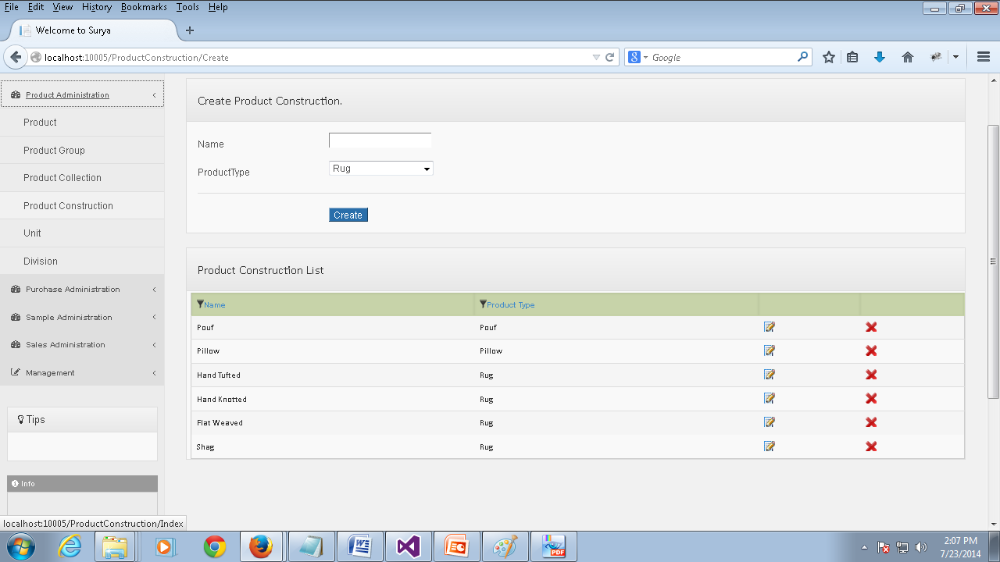 File Edit View History Bookmarks Tools Help
Welcome to Surya
localhost:10005/ProductConstruction/Create
Google
Product Administration
Product
Product Group
Product Collection
Product Construction
Unit
Division
Purchase Administration
Sample Administration
Sales Administration
Management
Tips
Info
Create Product Construction.
Name
ProductType Rug
Create
Product Construction List
Name Product Type
Pouf Pouf
Pillow Pillow
Hand Tufted Rug
Hand Knotted Rug
Flat Weaved Rug
Shag Rug
localhost:10005/ProductConstruction/Index
PDF
2:07 PM
7/23/2014